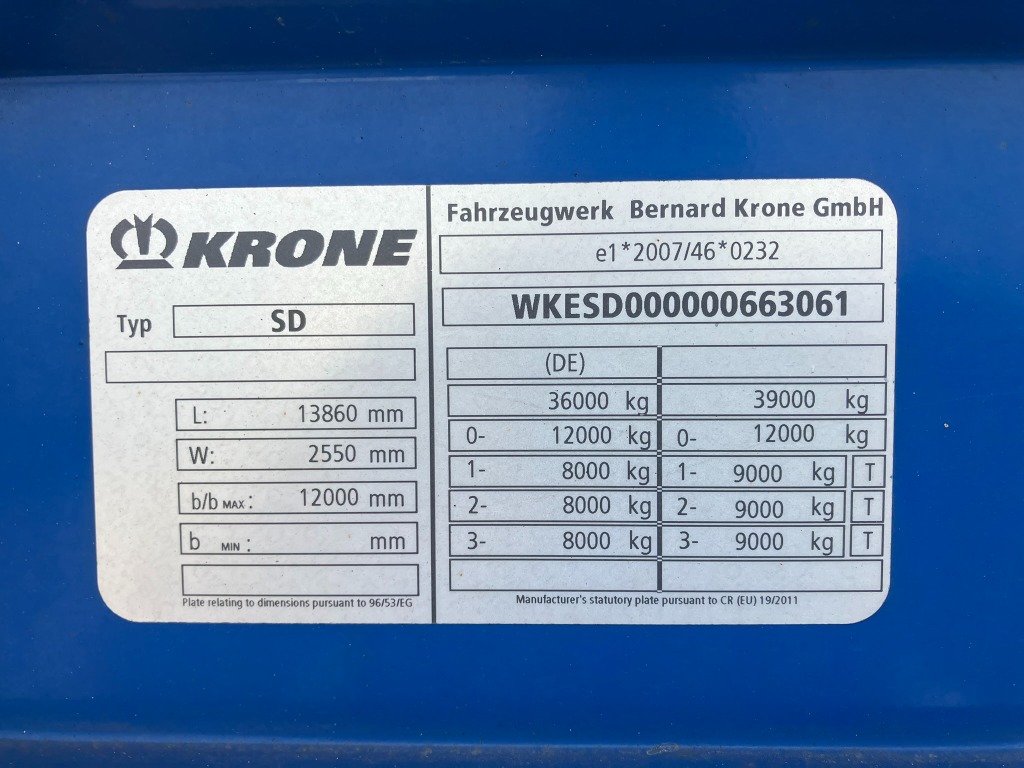 KRONE
Typ SD
L: 13860 mm
W: 2550 mm
b/b MAX: 12000 mm
b MIN: mm
Plate relating to dimensions pursuant to 96/53/EG
Fahrzeugwerk Bernard Krone GmbH
e1*2007/46*0232
WKESD000000663061
(DE)
36000 kg 39000 kg
0- 12000 kg 0- 12000 kg
1- 8000 kg 1- 9000 kg T
2- 8000 kg 2- 9000 kg T
3- 8000 kg 3- 9000 kg T
Manufacturer's statutory plate pursuant to CR (EU) 19/2011